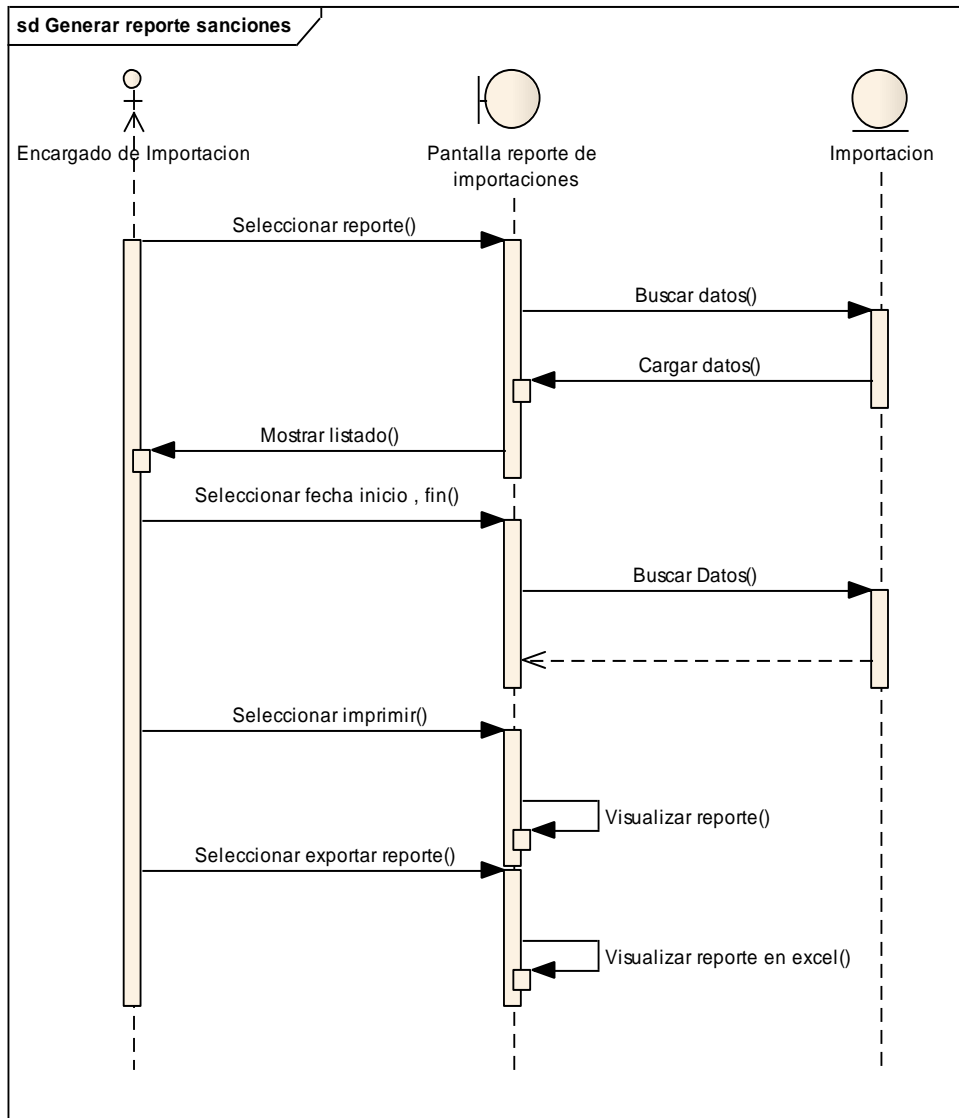 sd Generar reporte sanciones
Encargado de Importacion
Pantalla reporte de
importaciones
Importacion
Seleccionar reporte()
Buscar datos()
Cargar datos()
Mostrar listado()
Seleccionar fecha inicio , fin()
Buscar Datos()
Seleccionar imprimir()
Visualizar reporte()
Seleccionar exportar reporte()
Visualizar reporte en excel()